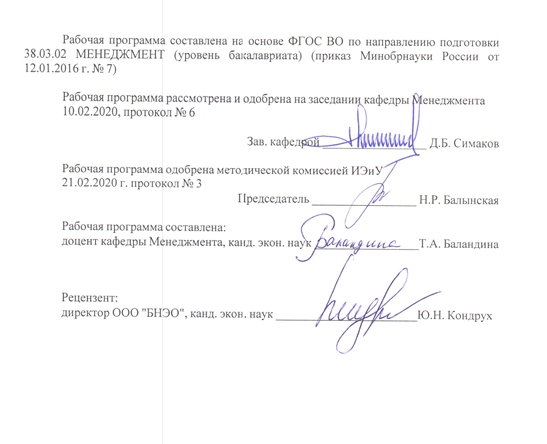 Рабочая программа составлена на основе ФГОС ВО по направлению подготовки
38.03.02 МЕНЕДЖМЕНТ (уровень бакалавриата) (приказ Минобрнауки России от
12.01.2016 г. № 7)
Рабочая программа рассмотрена и одобрена на заседании кафедры Менеджмента
10.02.2020, протокол № 6
Зав. кафедрой Д.Б. Симаков
Рабочая программа одобрена методической комиссией ИЭиУ
21.02.2020 г. протокол № 3
Председатель Н.Р. Балынская
Рабочая программа составлена:
доцент кафедры Менеджмента, канд. экон. наук Баландина Т.А. Баландина
Рецензент:
директор ООО "БНЭО", канд. экон. наук Ю.Н. Кондрух